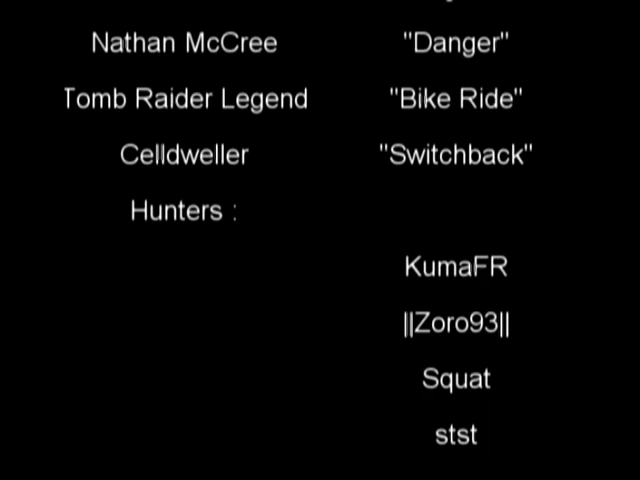 Nathan McCree "Danger"
Tomb Raider Legend "Bike Ride"
Celldweller "Switchback"
Hunters :
KumaFR
||Zoro93||
Squat
stst